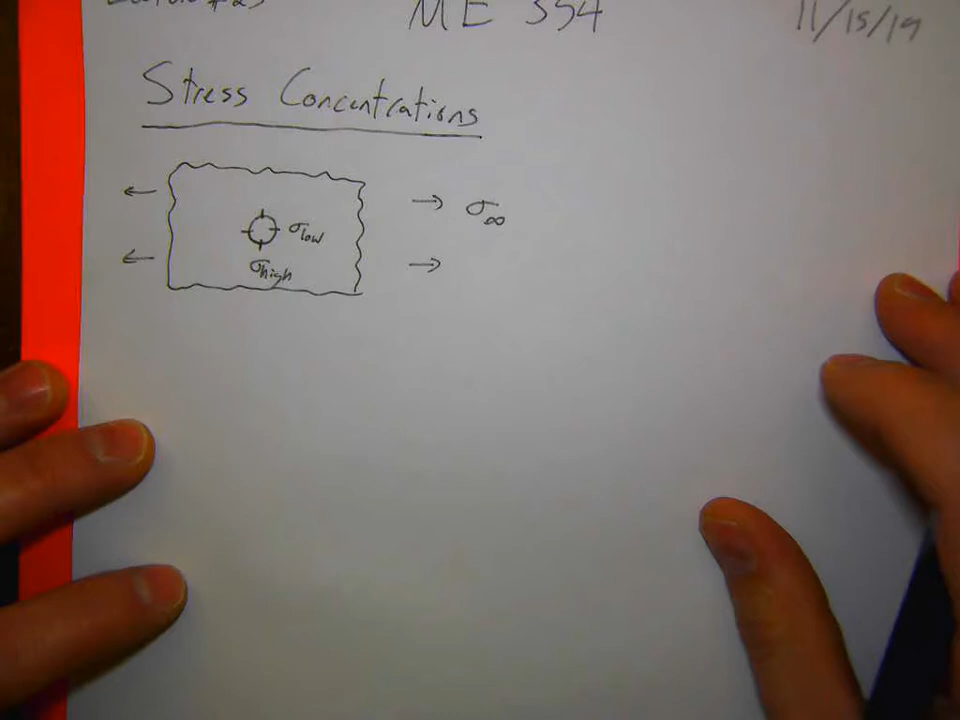 ME 354
11/15/19
Stress Concentrations
← → σ∞
σlow
← →
σhigh